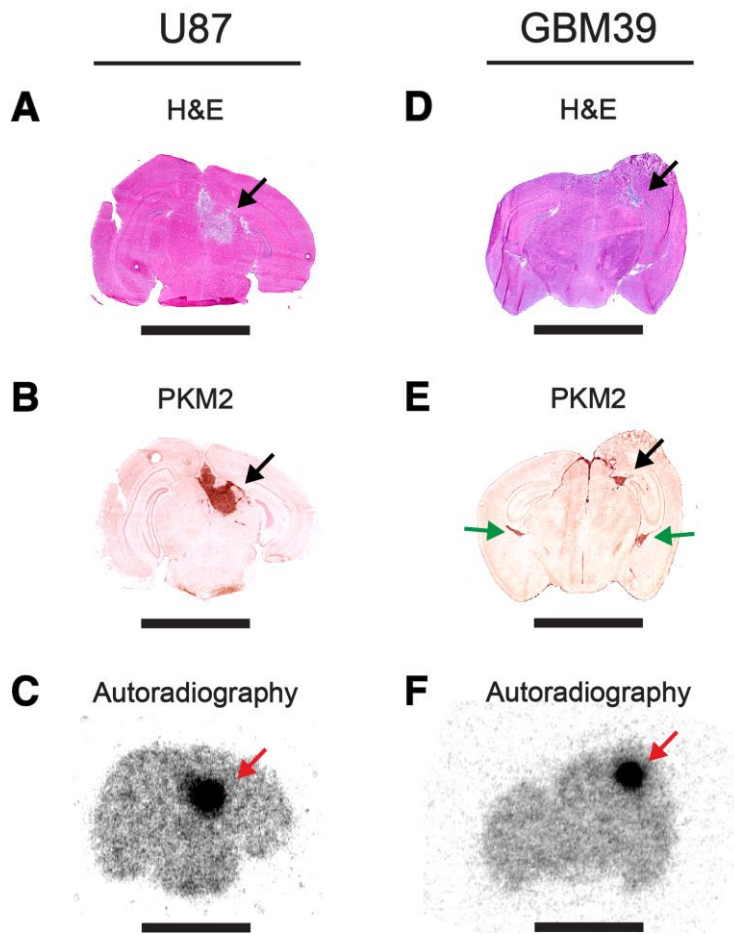 U87
GBM39
A
H&E
D
H&E
B
PKM2
E
PKM2
C
Autoradiography
F
Autoradiography